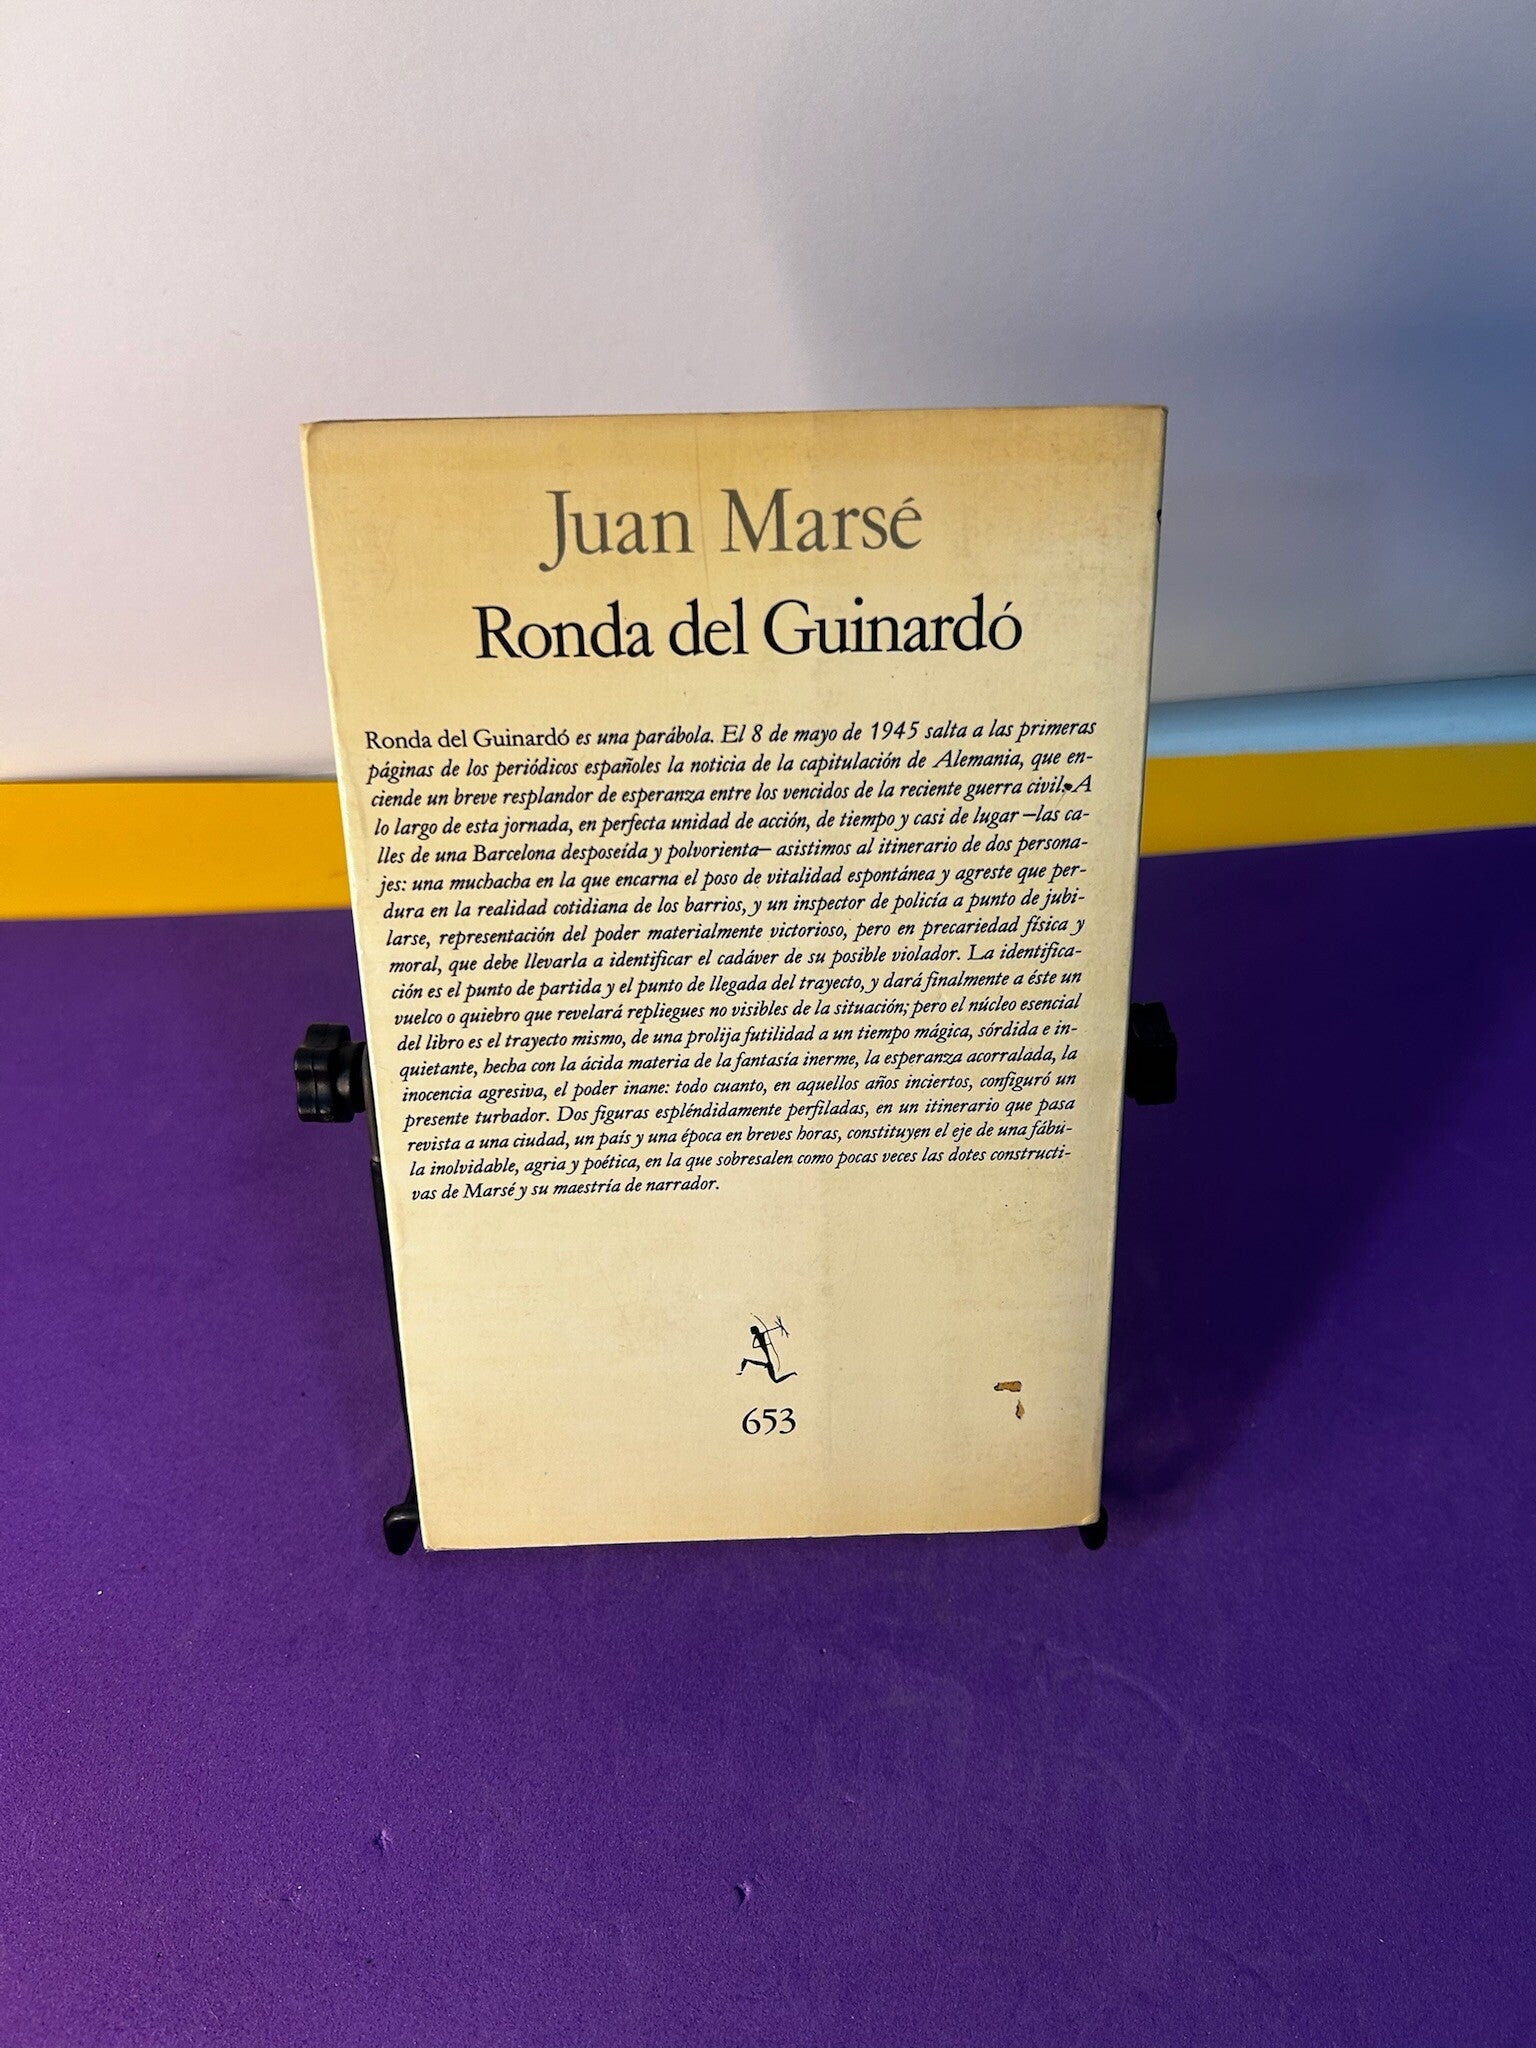 Juan Marsé
Ronda del Guinardó
Ronda del Guinardó es una parábola. El 8 de mayo de 1945 salta a las primeras
páginas de los periódicos españoles la noticia de la capitulación de Alemania, que en-
ciende un breve resplandor de esperanza entre los vencidos de la reciente guerra civil. A
lo largo de esta jornada, en perfecta unidad de acción, de tiempo y casi de lugar —las ca-
lles de una Barcelona desposeída y polvorienta— asistimos al itinerario de dos persona-
jes: una muchacha en la que encarna el poso de vitalidad espontánea y agreste que per-
dura en la realidad cotidiana de los barrios, y un inspector de policía a punto de jubi-
larse, representación del poder materialmente victorioso, pero en precariedad física y
moral, que debe llevarla a identificar el cadáver de su posible violador. La identifica-
ción es el punto de partida y el punto de llegada del trayecto, y dará finalmente a éste un
vuelco o quiebro que revelará repliegues no visibles de la situación; pero el núcleo esencial
del libro es el trayecto mismo, de una prolija futilidad a un tiempo mágica, sórdida e in-
quietante, hecha con la ácida materia de la fantasía inerme, la esperanza acorralada, la
inocencia agresiva, el poder inane: todo cuanto, en aquellos años inciertos, configuró un
presente turbador. Dos figuras espléndidamente perfiladas, en un itinerario que pasa
revista a una ciudad, un país y una época en breves horas, constituyen el eje de una fábu-
la inolvidable, agria y poética, en la que sobresalen como pocas veces las dotes constructi-
vas de Marsé y su maestría de narrador.
653